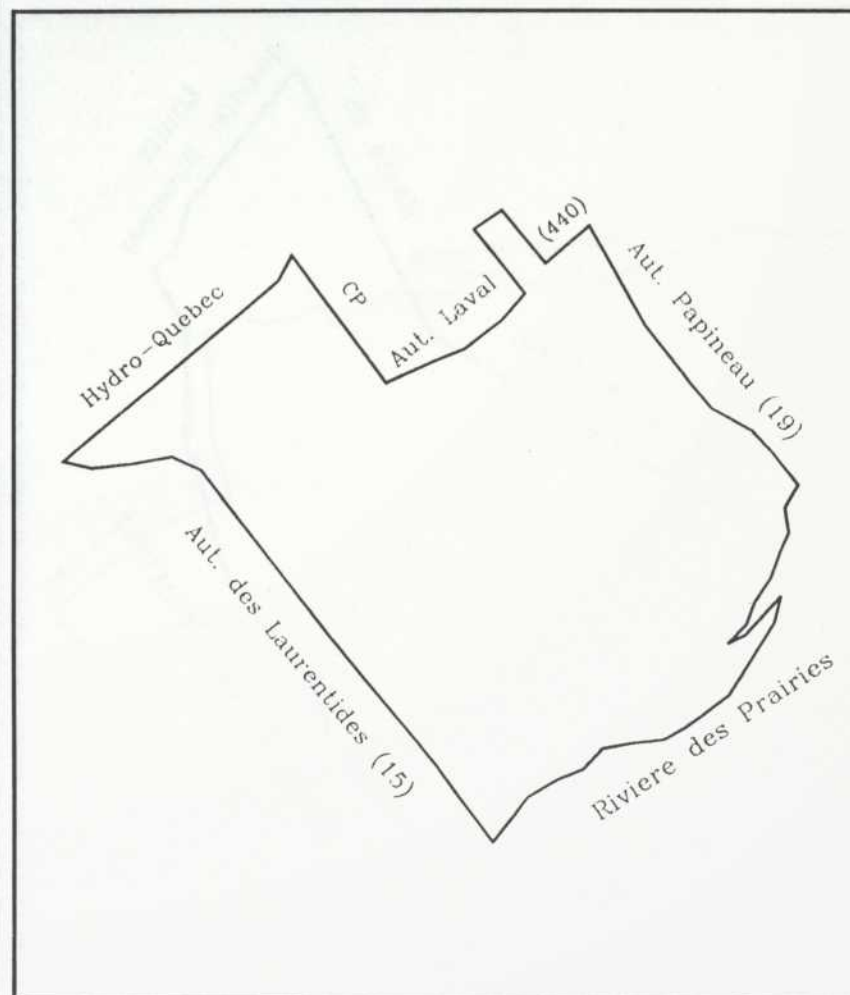 Hydro-Quebec
CP
Aut. Laval
(440)
Aut. Papineau (19)
Aut. des Laurentides (15)
Riviere des Prairies